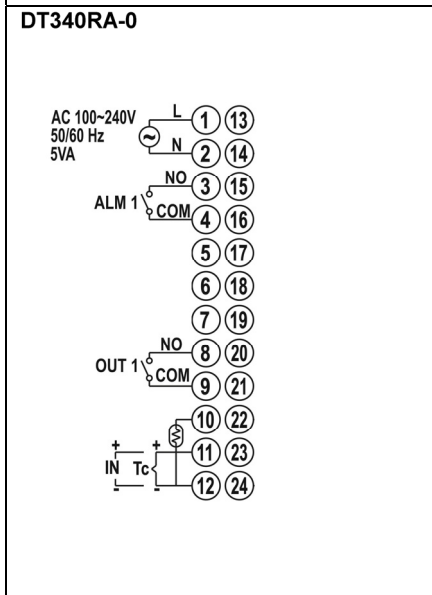 DT340RA-0
AC 100~240V
50/60 Hz
5VA
L
N
1 13
2 14
NO
3 15
ALM 1
COM
4 16
5 17
6 18
7 19
NO
8 20
OUT 1
COM
9 21
10 22
+ +
11 23
IN Tc
- -
12 24